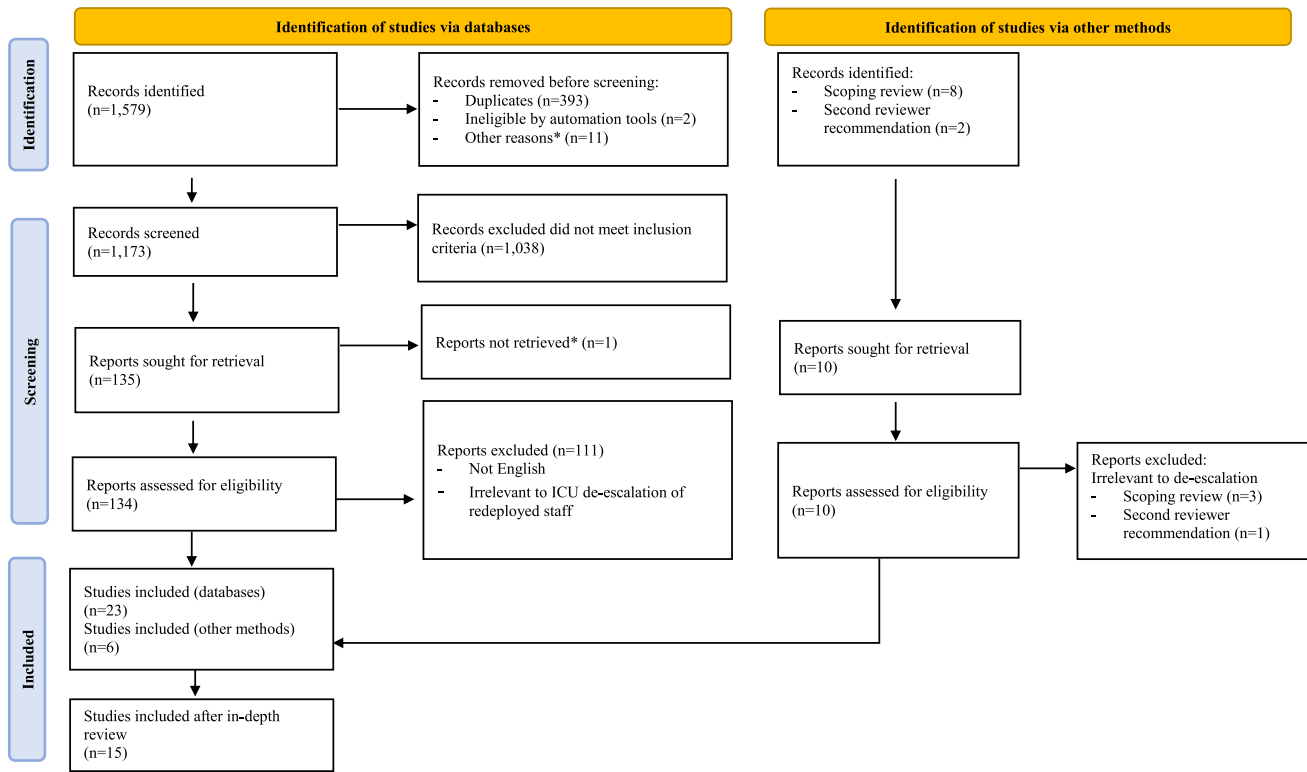 Identification of studies via databases
Identification of studies via other methods
Identification
Records identified
(n=1,579)
Records removed before screening:
- Duplicates (n=393)
- Ineligible by automation tools (n=2)
- Other reasons* (n=11)
Records identified:
- Scoping review (n=8)
- Second reviewer
recommendation (n=2)
Screening
Records screened
(n=1,173)
Records excluded did not meet inclusion
criteria (n=1,038)
Reports sought for retrieval
(n=135)
Reports not retrieved* (n=1)
Reports sought for retrieval
(n=10)
Reports assessed for eligibility
(n=134)
Reports excluded (n=111)
- Not English
- Irrelevant to ICU de-escalation of
redeployed staff
Reports assessed for eligibility
(n=10)
Reports excluded:
Irrelevant to de-escalation
- Scoping review (n=3)
- Second reviewer
recommendation (n=1)
Included
Studies included (databases)
(n=23)
Studies included (other methods)
(n=6)
Studies included after in-depth
review
(n=15)